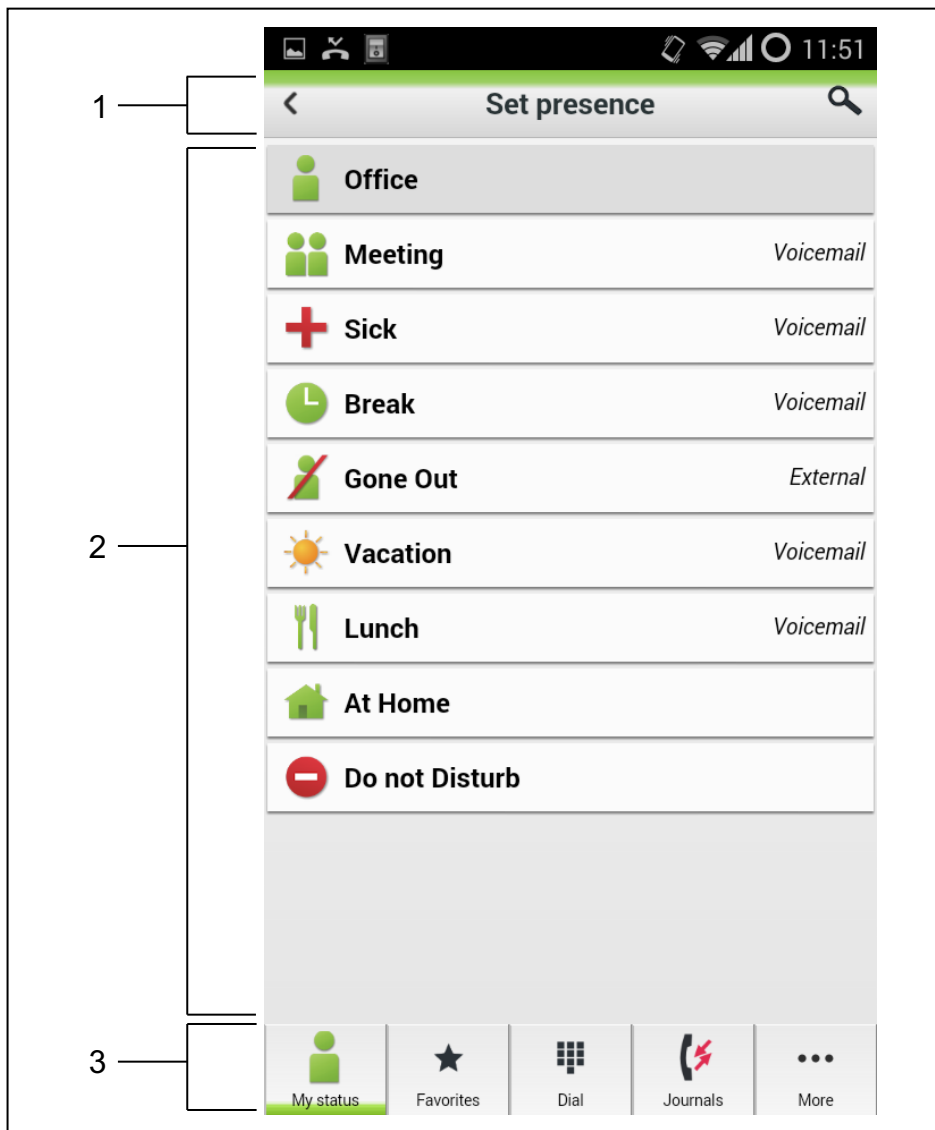 11:51
1
Set presence
Office
Meeting Voicemail
Sick Voicemail
Break Voicemail
Gone Out External
2
Vacation Voicemail
Lunch Voicemail
At Home
Do not Disturb
3
My status Favorites Dial Journals More